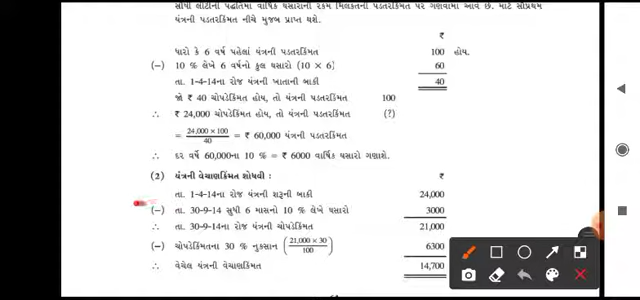 સીધી લીટીની પદ્ધતિમાં વાર્ષિક ઘસારાની રકમ મિલકતની પડતરકિંમત પર ગણવામાં આવે છે. માટે સૌપ્રથમ
યંત્રની પડતરકિંમત નીચે મુજબ પ્રાપ્ત થશે.
₹
ધારો કે 6 વર્ષ પહેલાં યંત્રની પડતરકિંમત 100 હોય.
(−) 10 % લેખે 6 વર્ષનો કુલ ઘસારો (10 × 6) 60
તા. 1-4-14ના રોજ યંત્રની ખાતાની બાકી 40
જો ₹ 40 ચોપડેકિંમત હોય, તો યંત્રની પડતરકિંમત 100
∴ ₹ 24,000 ચોપડેકિંમત હોય, તો યંત્રની પડતરકિંમત (?)
= 24,000 × 100 / 40 = ₹ 60,000 યંત્રની પડતરકિંમત
∴ દર વર્ષે 60,000ના 10 % = ₹ 6000 વાર્ષિક ઘસારો ગણાશે.
(2) યંત્રની વેચાણકિંમત શોધવી : ₹
તા. 1-4-14ના રોજ યંત્રની શરૂની બાકી 24,000
(−) તા. 30-9-14 સુધી 6 માસનો 10 % લેખે ઘસારો 3000
∴ તા. 30-9-14ના રોજ યંત્રની ચોપડેકિંમત 21,000
(−) ચોપડેકિંમતના 30 % નુકસાન (21,000 × 30 / 100) 6300
∴ વેચેલ યંત્રની વેચાણકિંમત 14,700